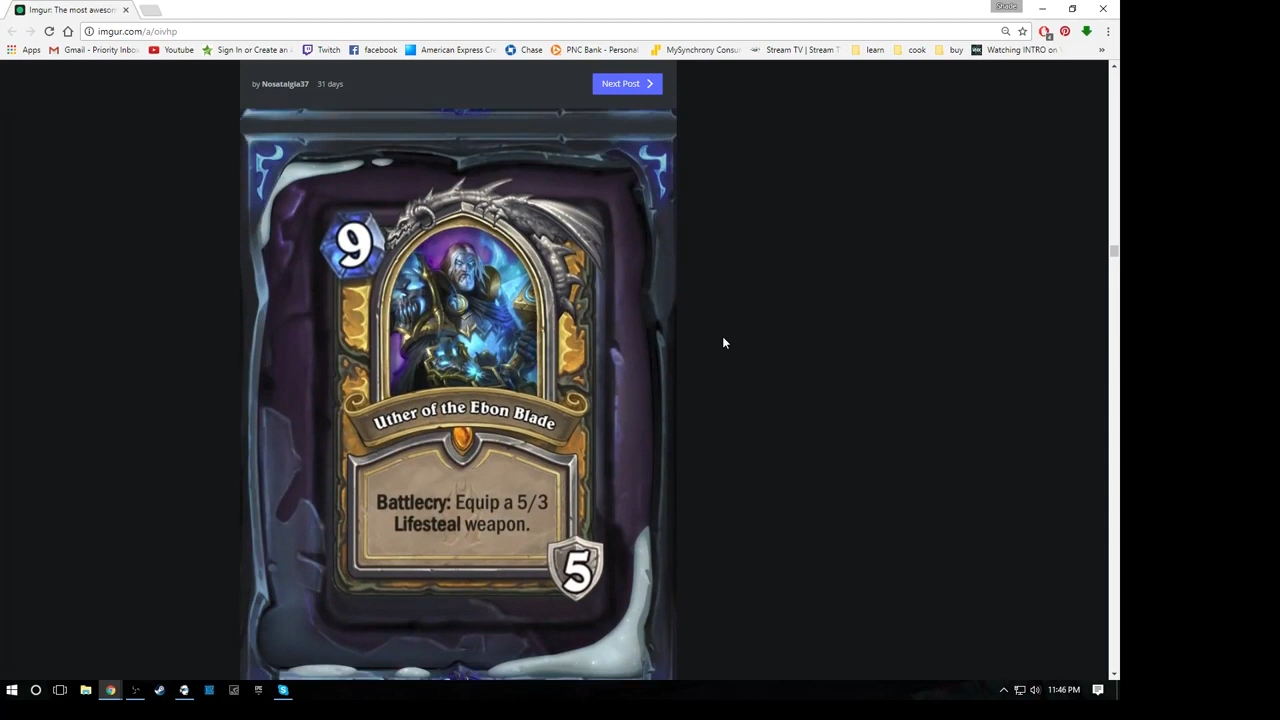 Imgur: The most awesom
Shade
imgur.com/a/oivhp
Apps
Gmail - Priority Inbo
Youtube
Sign In or Create an
Twitch
facebook
American Express Cr
Chase
PNC Bank - Personal
MySynchrony Consu
Stream TV | Stream T
learn
cook
buy
Watching INTRO on
»
by Nosatalgia37 31 days
Next Post
9
Uther of the Ebon Blade
Battlecry: Equip a 5/3
Lifesteal weapon.
5
11:46 PM